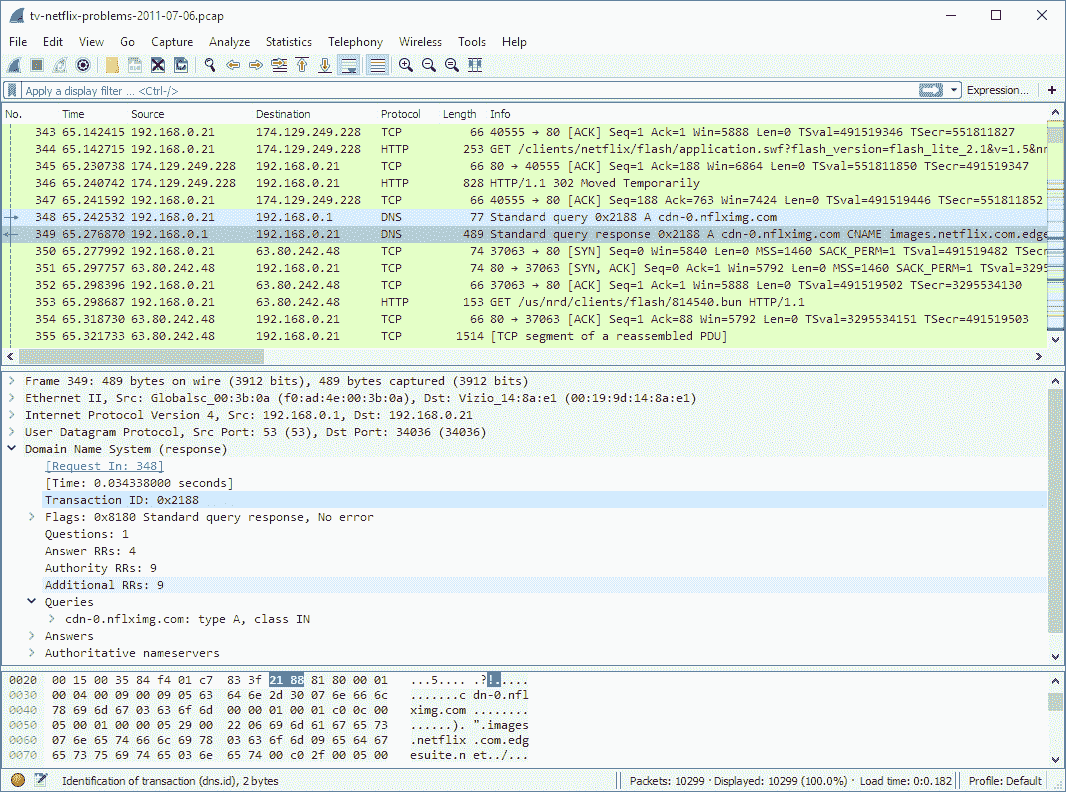 tv-netflix-problems-2011-07-06.pcap
File Edit View Go Capture Analyze Statistics Telephony Wireless Tools Help
Apply a display filter ... <Ctrl-/> Expression... +
No. Time Source Destination Protocol Length Info
343 65.142415 192.168.0.21 174.129.249.228 TCP 66 40555 → 80 [ACK] Seq=1 Ack=1 Win=5888 Len=0 TSval=491519346 TSecr=551811827
344 65.142715 192.168.0.21 174.129.249.228 HTTP 253 GET /clients/netflix/flash/application.swf?flash_version=flash_lite_2.1&v=1.5&nr
345 65.230738 174.129.249.228 192.168.0.21 TCP 66 80 → 40555 [ACK] Seq=1 Ack=188 Win=6864 Len=0 TSval=551811850 TSecr=491519347
346 65.240742 174.129.249.228 192.168.0.21 HTTP 828 HTTP/1.1 302 Moved Temporarily
347 65.241592 192.168.0.21 174.129.249.228 TCP 66 40555 → 80 [ACK] Seq=188 Ack=763 Win=7424 Len=0 TSval=491519446 TSecr=551811852
348 65.242532 192.168.0.21 192.168.0.1 DNS 77 Standard query 0x2188 A cdn-0.nflximg.com
349 65.276870 192.168.0.1 192.168.0.21 DNS 489 Standard query response 0x2188 A cdn-0.nflximg.com CNAME images.netflix.com.edge
350 65.277992 192.168.0.21 63.80.242.48 TCP 74 37063 → 80 [SYN] Seq=0 Win=5840 Len=0 MSS=1460 SACK_PERM=1 TSval=491519482 TSecr
351 65.297757 63.80.242.48 192.168.0.21 TCP 74 80 → 37063 [SYN, ACK] Seq=0 Ack=1 Win=5792 Len=0 MSS=1460 SACK_PERM=1 TSval=3295
352 65.298396 192.168.0.21 63.80.242.48 TCP 66 37063 → 80 [ACK] Seq=1 Ack=1 Win=5888 Len=0 TSval=491519502 TSecr=3295534130
353 65.298687 192.168.0.21 63.80.242.48 HTTP 153 GET /us/nrd/clients/flash/814540.bun HTTP/1.1
354 65.318730 63.80.242.48 192.168.0.21 TCP 66 80 → 37063 [ACK] Seq=1 Ack=88 Win=5792 Len=0 TSval=3295534151 TSecr=491519503
355 65.321733 63.80.242.48 192.168.0.21 TCP 1514 [TCP segment of a reassembled PDU]
Frame 349: 489 bytes on wire (3912 bits), 489 bytes captured (3912 bits)
Ethernet II, Src: Globalsc_00:3b:0a (f0:ad:4e:00:3b:0a), Dst: Vizio_14:8a:e1 (00:19:9d:14:8a:e1)
Internet Protocol Version 4, Src: 192.168.0.1, Dst: 192.168.0.21
User Datagram Protocol, Src Port: 53 (53), Dst Port: 34036 (34036)
Domain Name System (response)
[Request In: 348]
[Time: 0.034338000 seconds]
Transaction ID: 0x2188
Flags: 0x8180 Standard query response, No error
Questions: 1
Answer RRs: 4
Authority RRs: 9
Additional RRs: 9
Queries
cdn-0.nflximg.com: type A, class IN
Answers
Authoritative nameservers
0020 00 15 00 35 84 f4 01 c7 83 3f 21 88 81 80 00 01 ...5.... .?!.....
0030 00 04 00 09 00 09 05 63 64 6e 2d 30 07 6e 66 6c .......c dn-0.nfl
0040 78 69 6d 67 03 63 6f 6d 00 00 01 00 01 c0 0c 00 ximg.com ........
0050 05 00 01 00 00 05 29 00 22 06 69 6d 61 67 65 73 ......). ".images
0060 07 6e 65 74 66 6c 69 78 03 63 6f 6d 09 65 64 67 .netflix .com.edg
0070 65 73 75 69 74 65 03 6e 65 74 00 c0 2f 00 05 00 esuite.n et../...
Identification of transaction (dns.id), 2 bytes Packets: 10299 · Displayed: 10299 (100.0%) · Load time: 0:0.182 Profile: Default